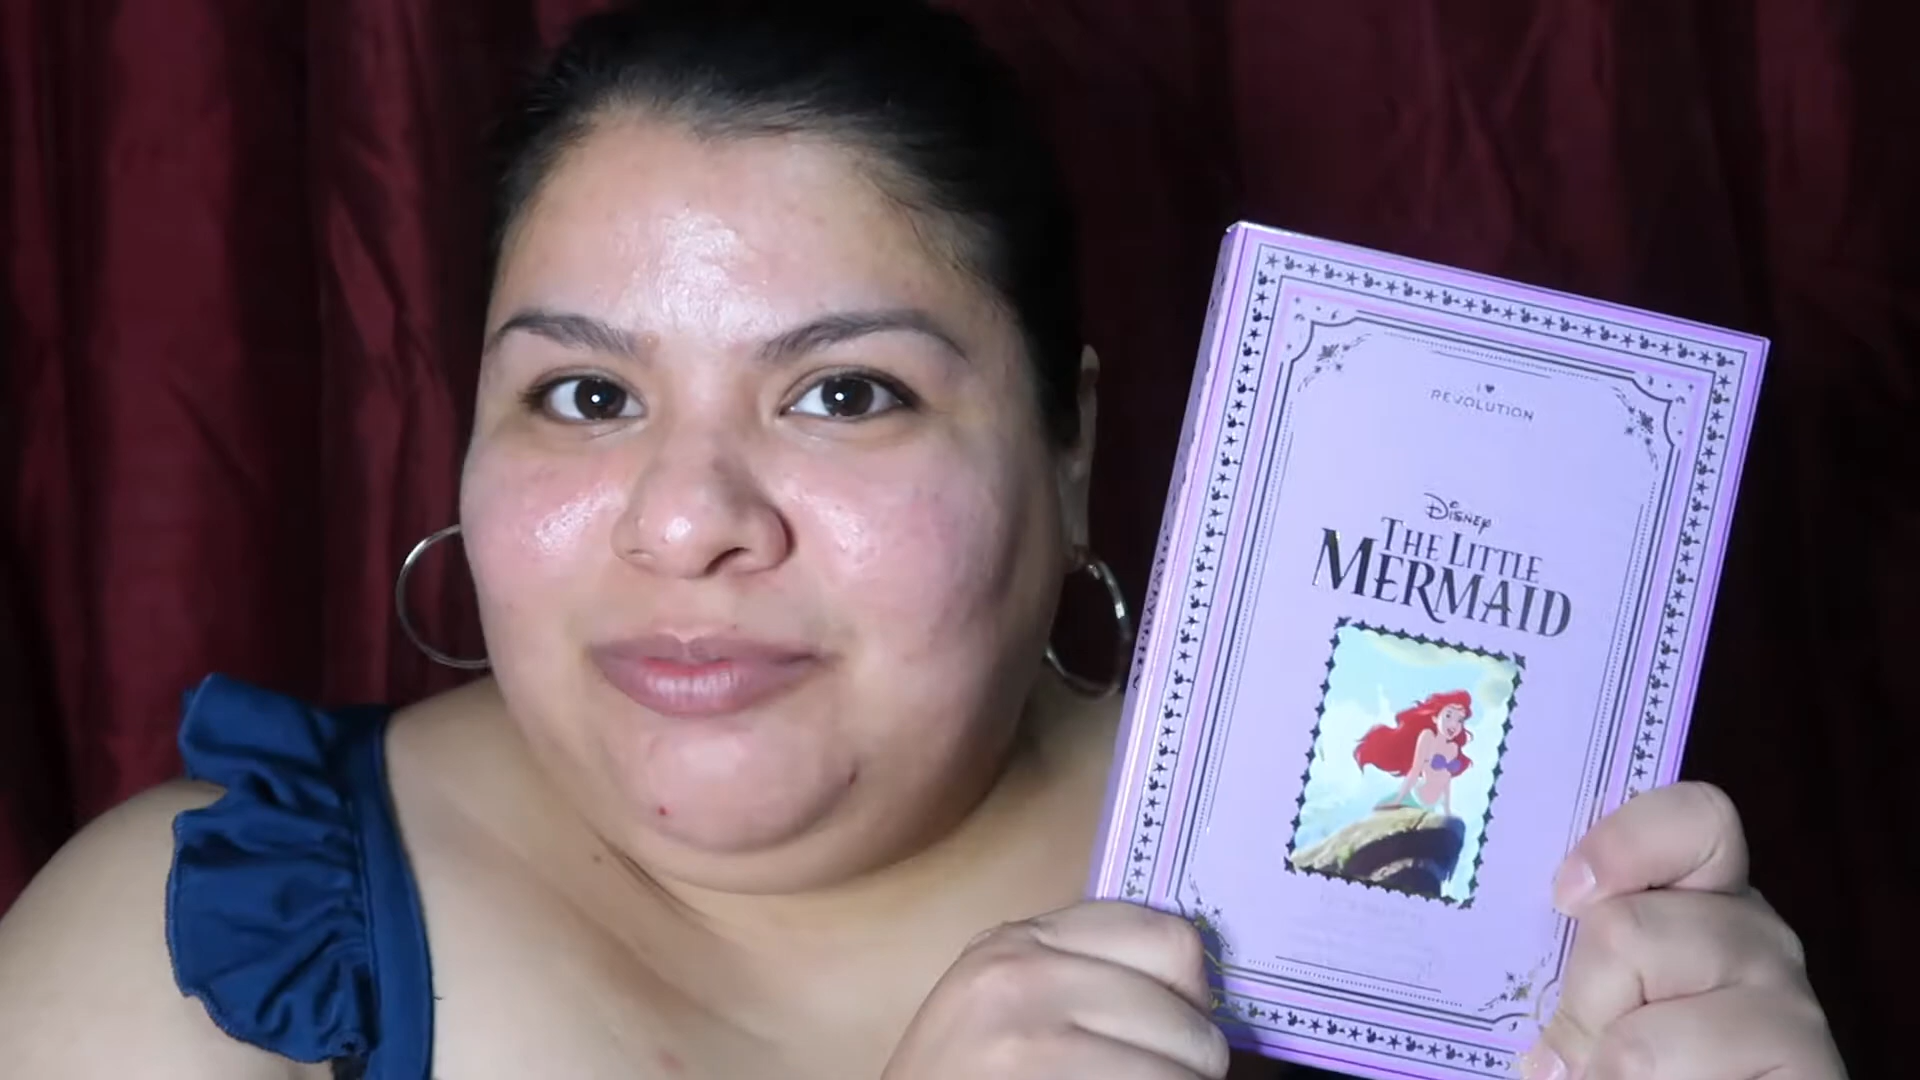 I ♥
REVOLUTION
DISNEY
THE LITTLE
MERMAID